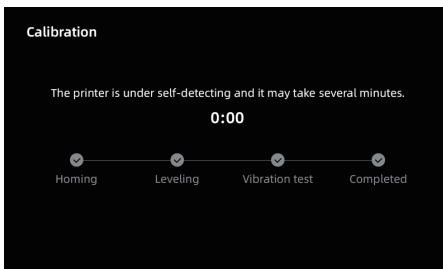 Calibration
The printer is under self-detecting and it may take several minutes.
0:00
Homing Leveling Vibration test Completed